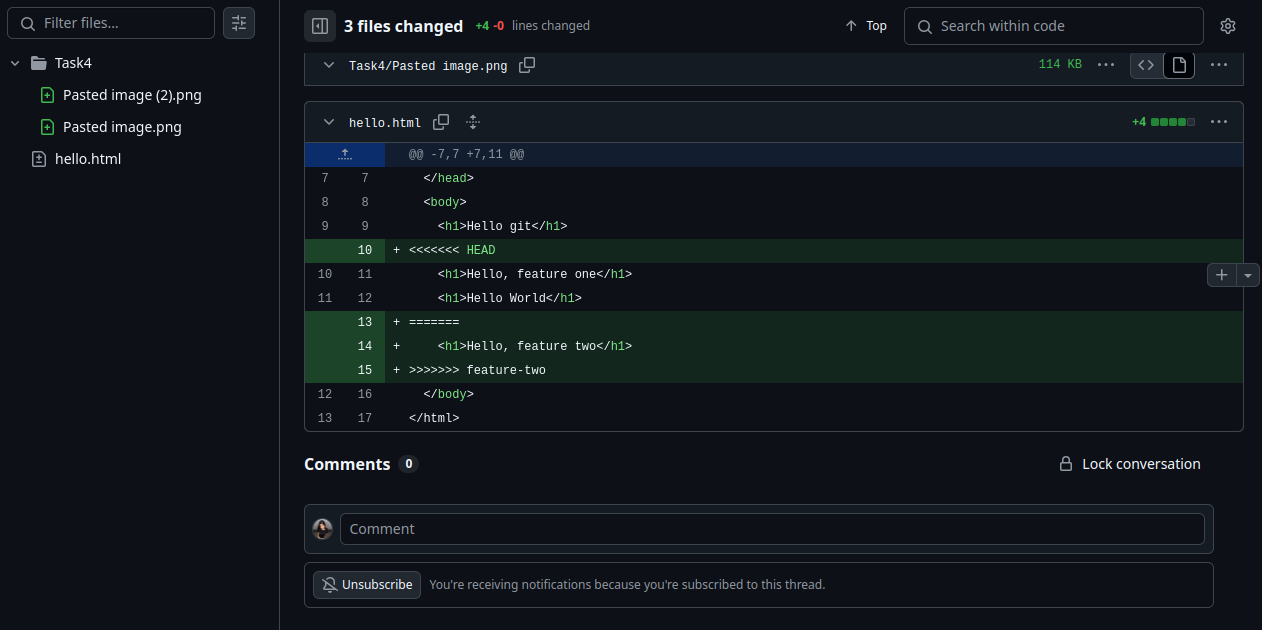 Filter files...
Task4
Pasted image (2).png
Pasted image.png
hello.html
3 files changed +4 -0 lines changed
Top
Search within code
Task4/Pasted image.png
114 KB
hello.html
+4
@@ -7,7 +7,11 @@
7 7 </head>
8 8 <body>
9 9 <h1>Hello git</h1>
10 + <<<<<<< HEAD
10 11 <h1>Hello, feature one</h1>
11 12 <h1>Hello World</h1>
13 + =======
14 + <h1>Hello, feature two</h1>
15 + >>>>>>> feature-two
12 16 </body>
13 17 </html>
Comments 0
Lock conversation
Comment
Unsubscribe You're receiving notifications because you're subscribed to this thread.